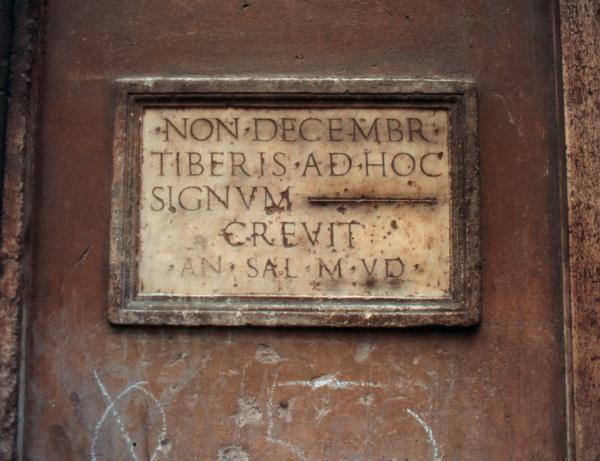 ·NON·DECEMBR·
TIBERIS·AD·HOC
SIGNVM
CREVIT
·AN·SAL·M·VD·